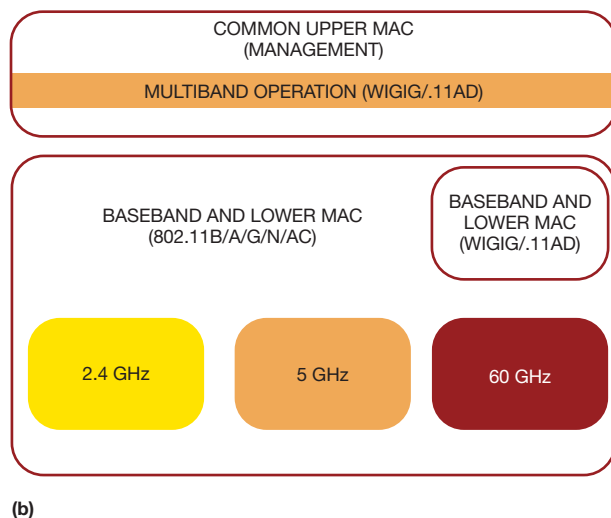 COMMON UPPER MAC
(MANAGEMENT)
MULTIBAND OPERATION (WIGIG/.11AD)
BASEBAND AND LOWER MAC
(802.11B/A/G/N/AC)
BASEBAND AND
LOWER MAC
(WIGIG/.11AD)
2.4 GHz
5 GHz
60 GHz
(b)